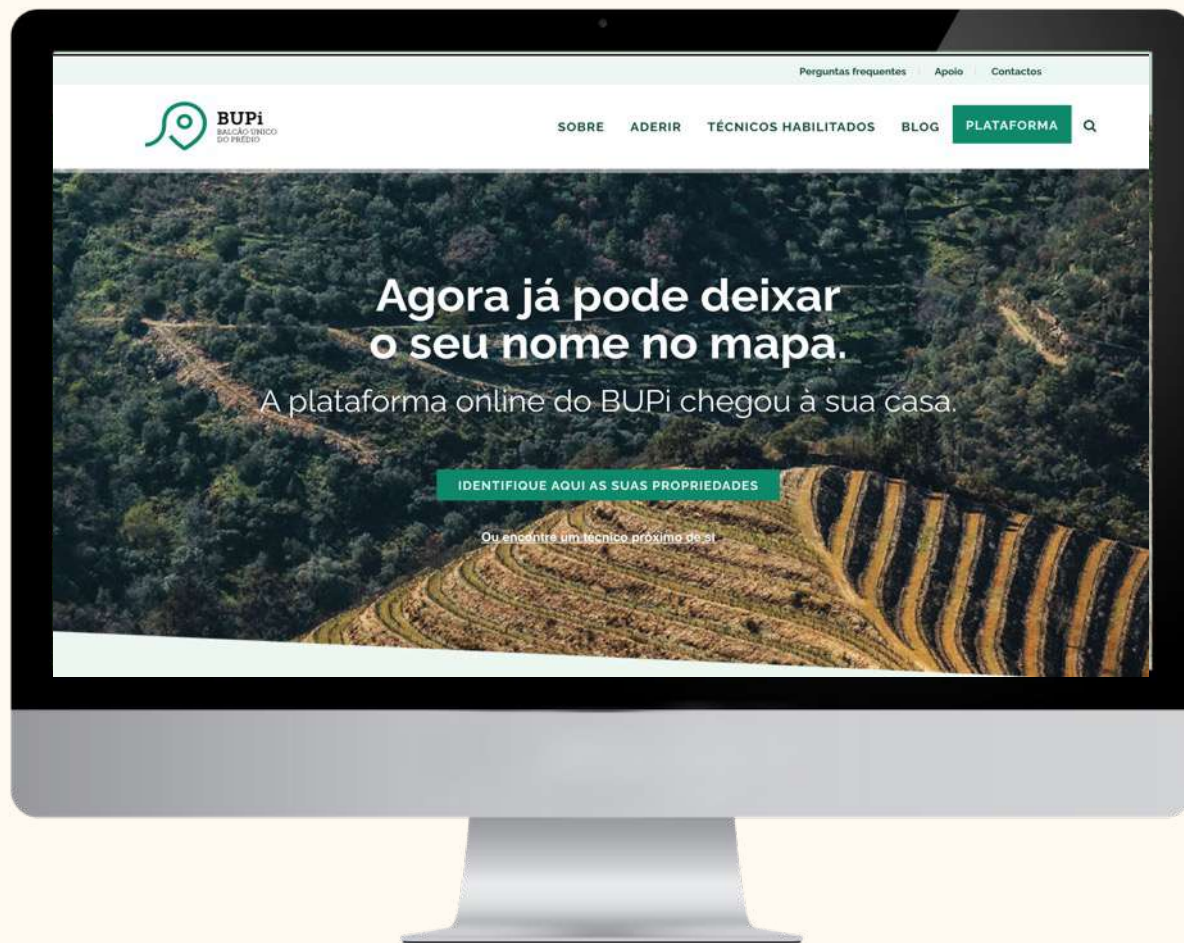 Perguntas frequentes Apoio Contactos
BUPi
BALCÃO ÚNICO
DO PRÉDIO
SOBRE ADERIR TÉCNICOS HABILITADOS BLOG PLATAFORMA
Agora já pode deixar
o seu nome no mapa.
A plataforma online do BUPi chegou à sua casa.
IDENTIFIQUE AQUI AS SUAS PROPRIEDADES
Ou encontre um técnico próximo de si